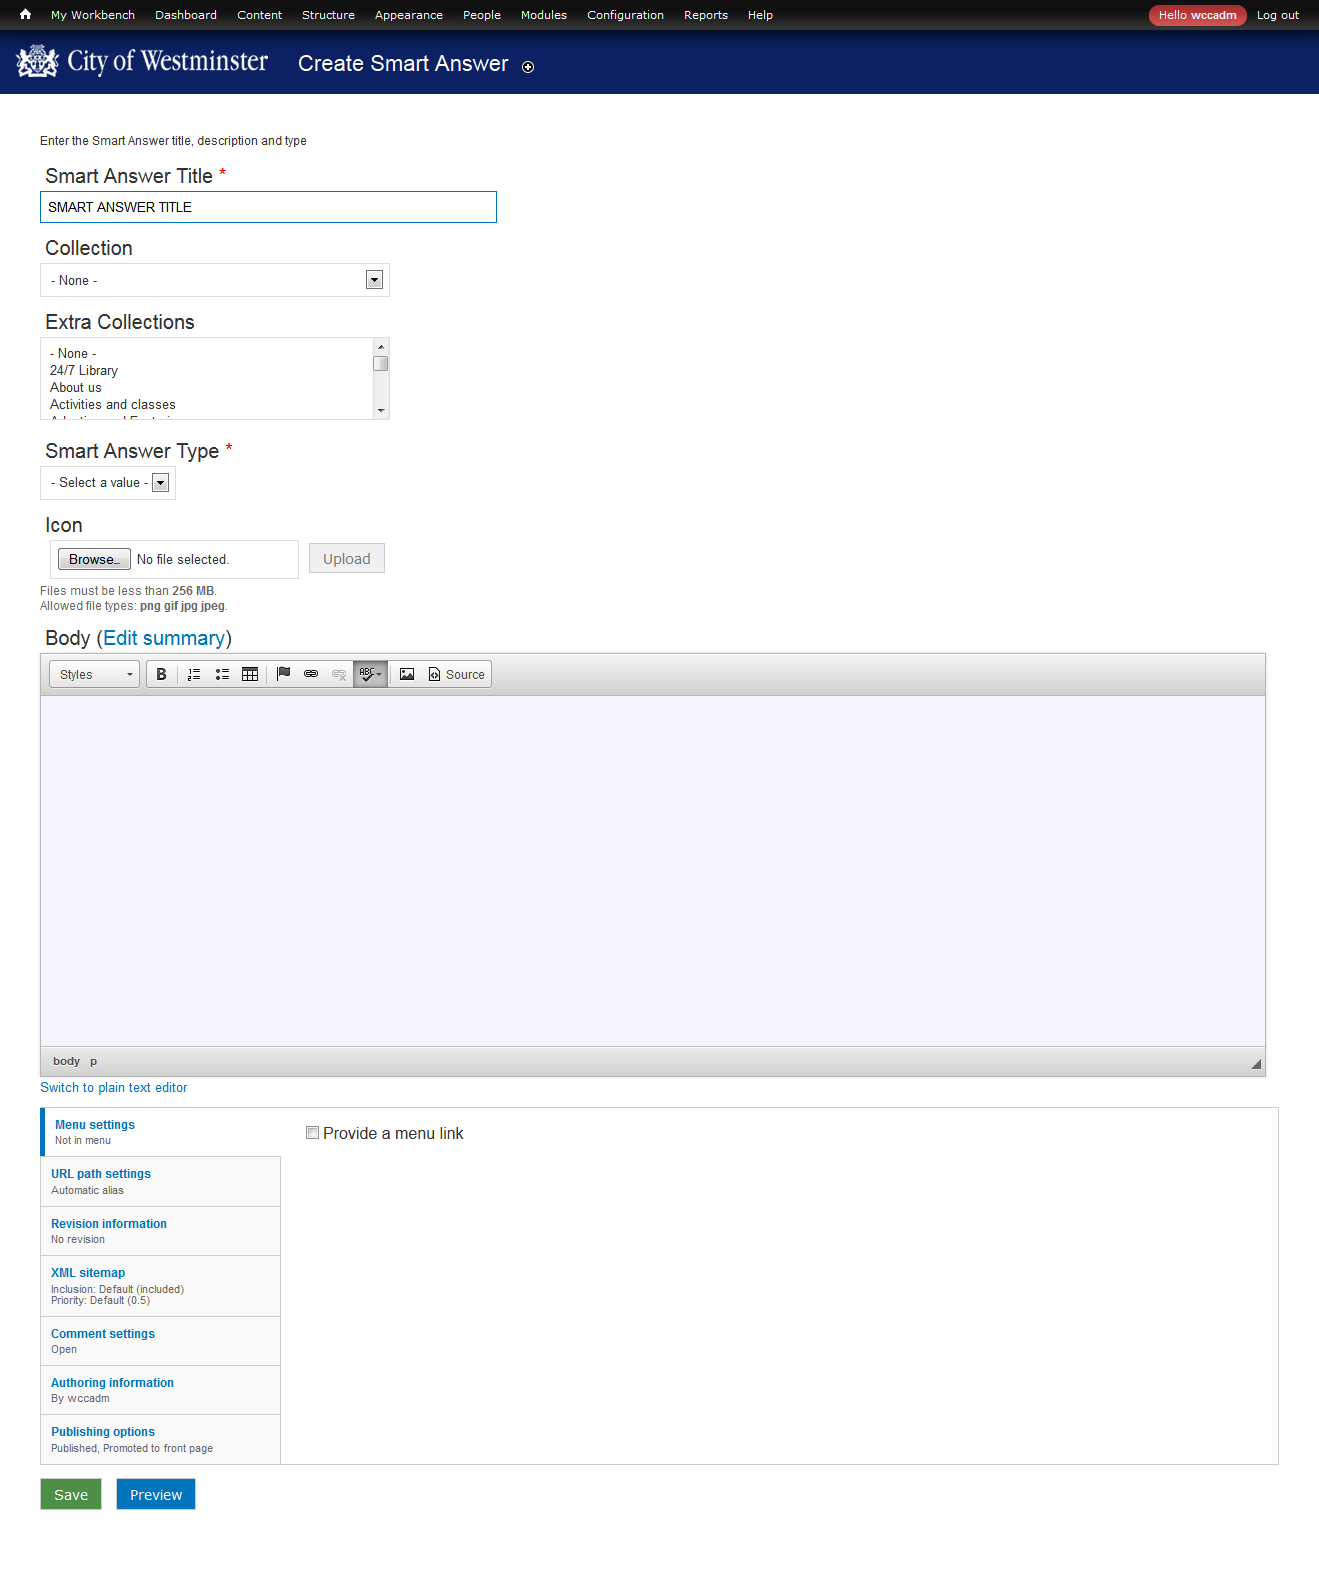 My Workbench Dashboard Content Structure Appearance People Modules Configuration Reports Help Hello wccadm Log out
City of Westminster Create Smart Answer
Enter the Smart Answer title, description and type
Smart Answer Title *
SMART ANSWER TITLE
Collection
- None -
Extra Collections
- None -
24/7 Library
About us
Activities and classes
Smart Answer Type *
- Select a value -
Icon
Browse... No file selected. Upload
Files must be less than 256 MB.
Allowed file types: png gif jpg jpeg.
Body (Edit summary)
Styles B ABC Source
body p
Switch to plain text editor
Menu settings
Not in menu
Provide a menu link
URL path settings
Automatic alias
Revision information
No revision
XML sitemap
Inclusion: Default (included)
Priority: Default (0.5)
Comment settings
Open
Authoring information
By wccadm
Publishing options
Published, Promoted to front page
Save Preview